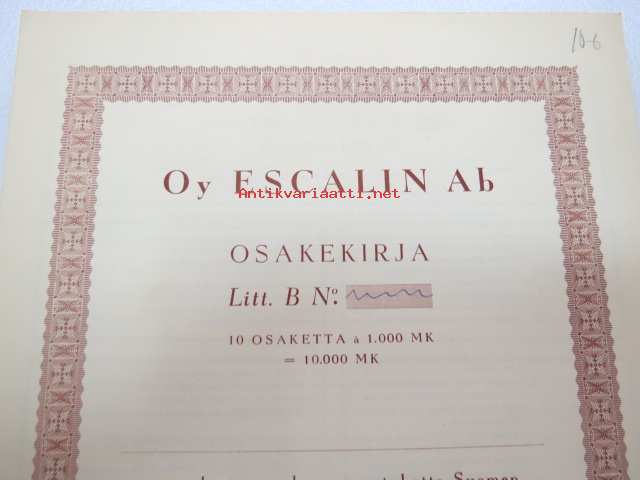 10-6
Oy ESCALIN Ab
Antikvariaatti.net
OSAKEKIRJA
Litt. B Nº.
10 OSAKETTA à 1.000 MK
= 10.000 MK